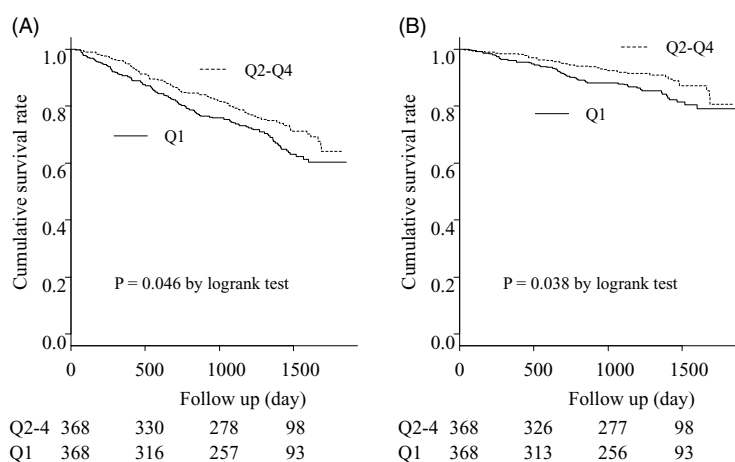 (A)
Cumulative survival rate
1.0
0.8
0.6
0.4
0.2
0.0
Q2-Q4
Q1
P = 0.046 by logrank test
0 500 1000 1500
Follow up (day)
Q2-4 368 330 278 98
Q1 368 316 257 93
(B)
Cumulative survival rate
1.0
0.8
0.6
0.4
0.2
0.0
Q2-Q4
Q1
P = 0.038 by logrank test
0 500 1000 1500
Follow up (day)
Q2-4 368 326 277 98
Q1 368 313 256 93